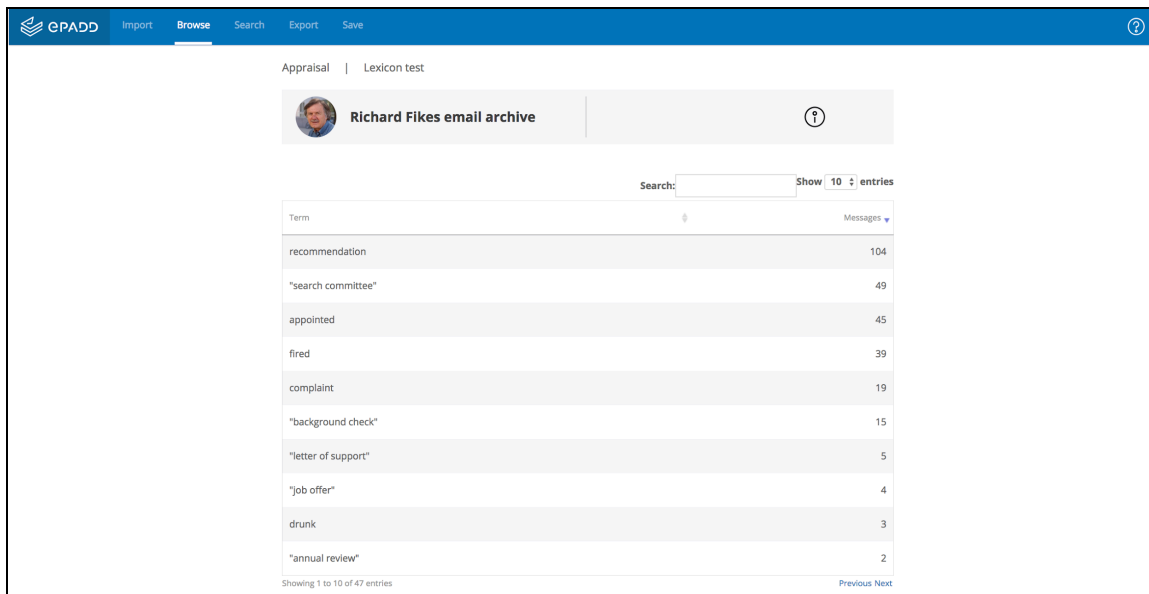 ePADD Import Browse Search Export Save ?
Appraisal | Lexicon test
Richard Fikes email archive
Search: Show 10 entries
Term Messages
recommendation 104
"search committee" 49
appointed 45
fired 39
complaint 19
"background check" 15
"letter of support" 5
"job offer" 4
drunk 3
"annual review" 2
Showing 1 to 10 of 47 entries Previous Next